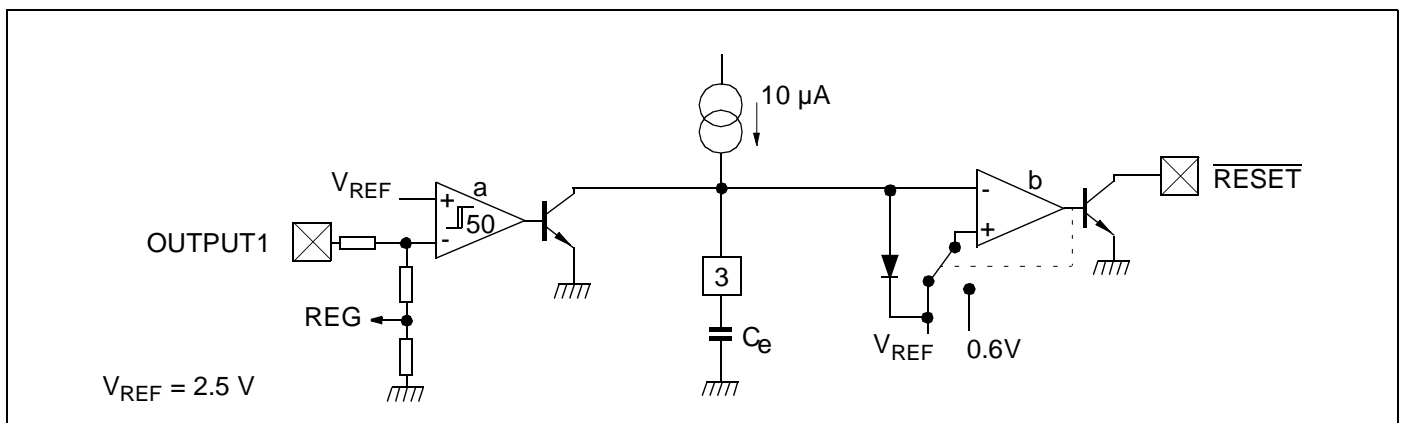 10 µA
a
b
V_REF
+
50
-
-
+
RESET
OUTPUT1
3
REG
C_e
V_REF
0.6V
V_REF = 2.5 V